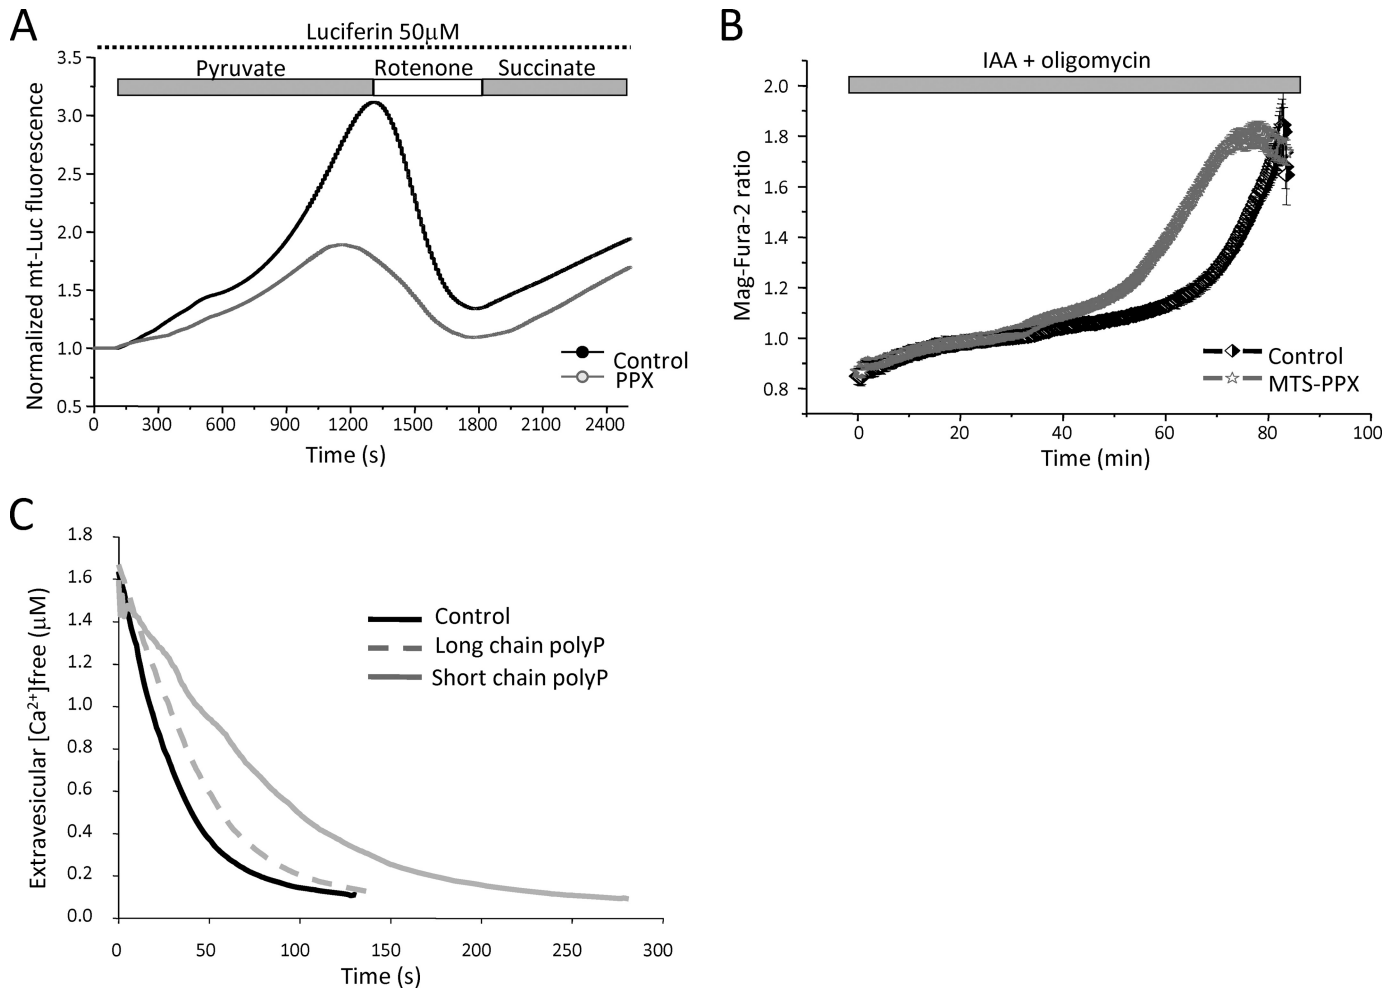 A
Luciferin 50μM
Pyruvate Rotenone Succinate
Normalized mt-Luc fluorescence
3.5
3.0
2.5
2.0
1.5
1.0
0.5
Control
PPX
0 300 600 900 1200 1500 1800 2100 2400
Time (s)
B
IAA + oligomycin
Mag-Fura-2 ratio
2.0
1.8
1.6
1.4
1.2
1.0
0.8
Control
MTS-PPX
0 20 40 60 80 100
Time (min)
C
Extravesicular [Ca²⁺]free (μM)
1.8
1.6
1.4
1.2
1.0
0.8
0.6
0.4
0.2
0.0
Control
Long chain polyP
Short chain polyP
0 50 100 150 200 250 300
Time (s)